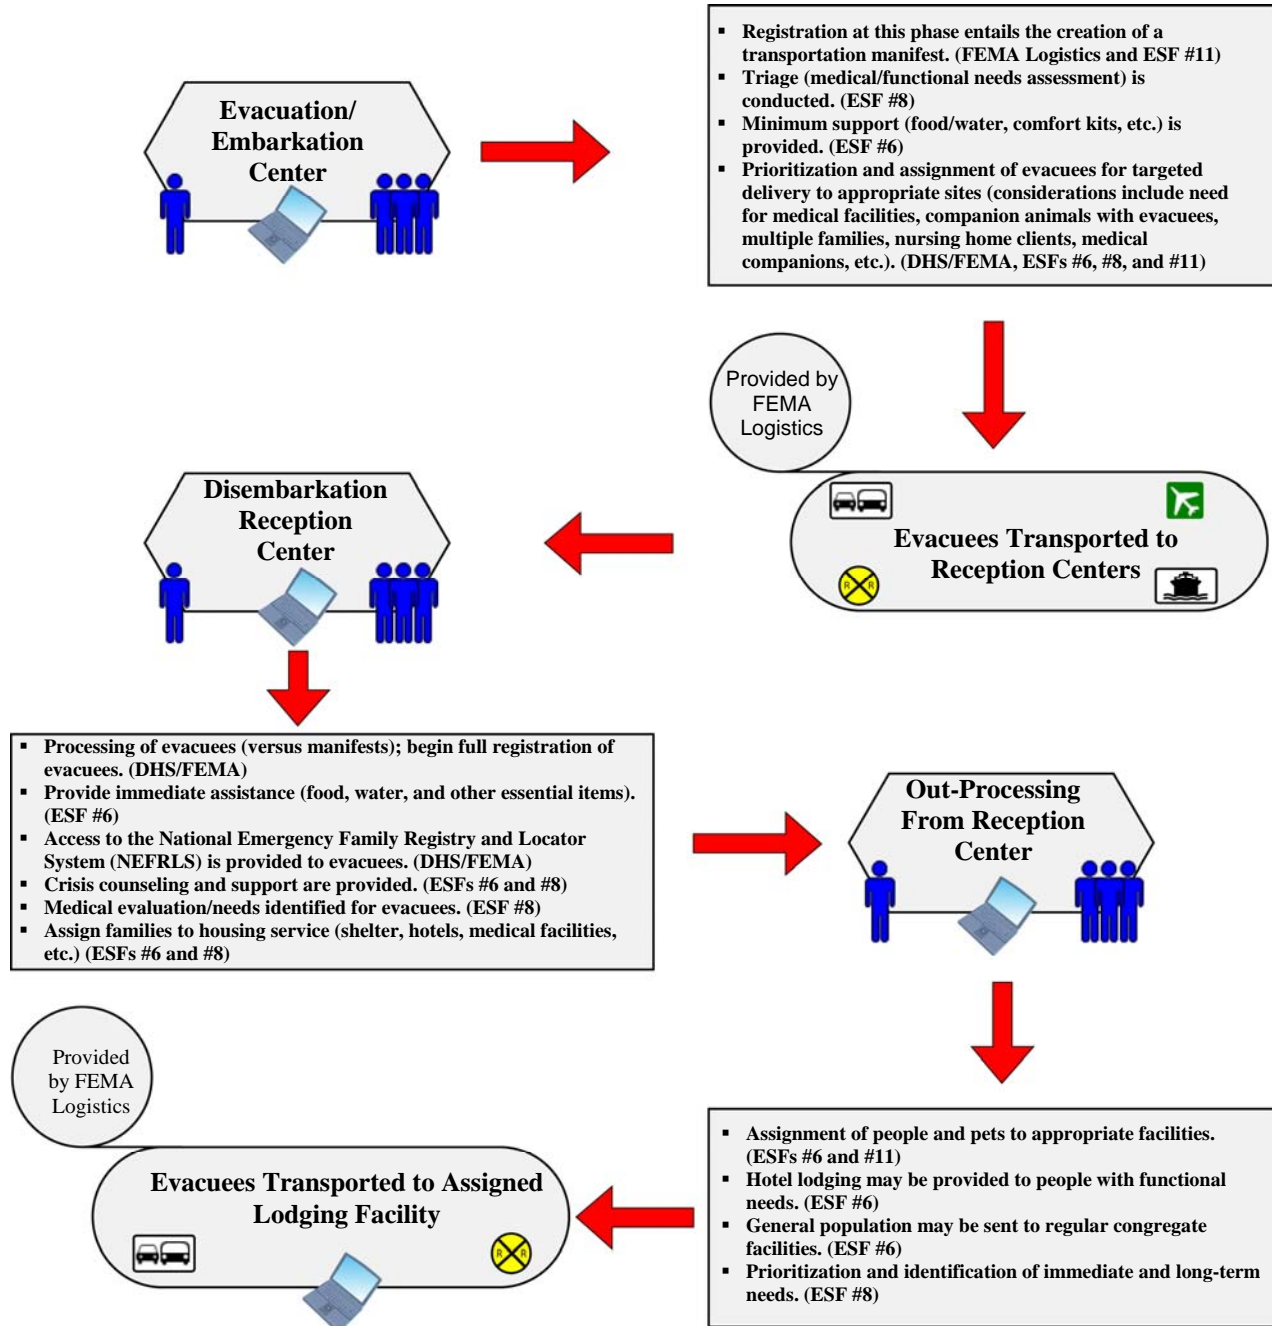 Evacuation/
Embarkation
Center
▪ Registration at this phase entails the creation of a
transportation manifest. (FEMA Logistics and ESF #11)
▪ Triage (medical/functional needs assessment) is
conducted. (ESF #8)
▪ Minimum support (food/water, comfort kits, etc.) is
provided. (ESF #6)
▪ Prioritization and assignment of evacuees for targeted
delivery to appropriate sites (considerations include need
for medical facilities, companion animals with evacuees,
multiple families, nursing home clients, medical
companions, etc.). (DHS/FEMA, ESFs #6, #8, and #11)
Provided by
FEMA
Logistics
Evacuees Transported to
Reception Centers
R R
Disembarkation
Reception
Center
▪ Processing of evacuees (versus manifests); begin full registration of
evacuees. (DHS/FEMA)
▪ Provide immediate assistance (food, water, and other essential items).
(ESF #6)
▪ Access to the National Emergency Family Registry and Locator
System (NEFRLS) is provided to evacuees. (DHS/FEMA)
▪ Crisis counseling and support are provided. (ESFs #6 and #8)
▪ Medical evaluation/needs identified for evacuees. (ESF #8)
▪ Assign families to housing service (shelter, hotels, medical facilities,
etc.) (ESFs #6 and #8)
Out-Processing
From Reception
Center
▪ Assignment of people and pets to appropriate facilities.
(ESFs #6 and #11)
▪ Hotel lodging may be provided to people with functional
needs. (ESF #6)
▪ General population may be sent to regular congregate
facilities. (ESF #6)
▪ Prioritization and identification of immediate and long-term
needs. (ESF #8)
Provided
by FEMA
Logistics
Evacuees Transported to Assigned
Lodging Facility
R R